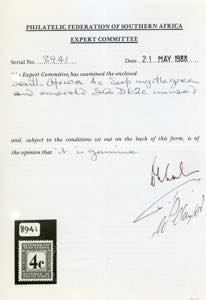 PHILATELIC FEDERATION OF SOUTHERN AFRICA
EXPERT COMMITTEE
Serial No. 8941 Date 21 MAY 1988
Expert Committee has examined the enclosed
South Africa 4c deep myrtle green
and emerald SG D62c unused
and, subject to the conditions set out on the back of this form, is
of the opinion that it is genuine
8941
4c